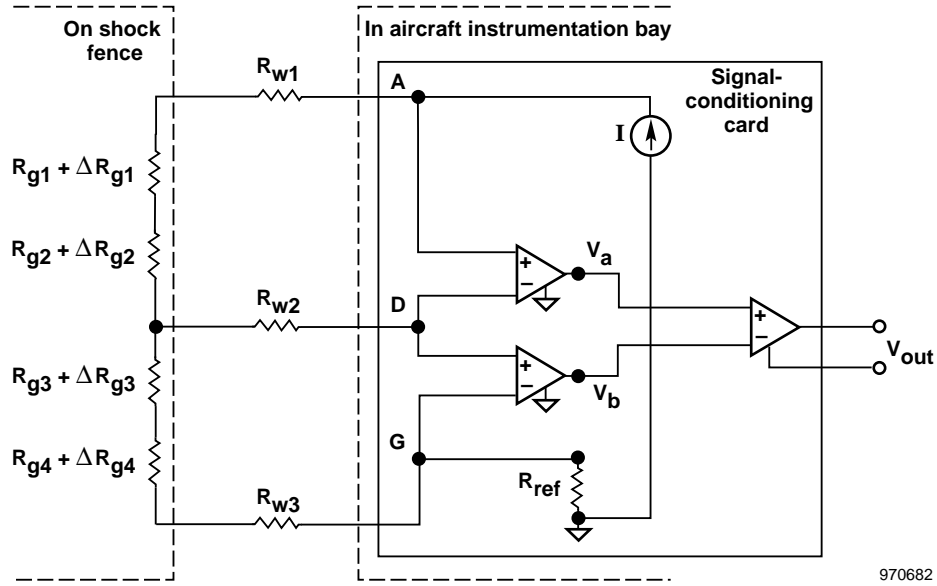 On shock
fence
In aircraft instrumentation bay
Signal-
conditioning
card
Rw1
A
I
Rg1 + ΔRg1
Rg2 + ΔRg2
Va
Rw2
D
Vout
Rg3 + ΔRg3
Vb
Rg4 + ΔRg4
G
Rref
Rw3
970682